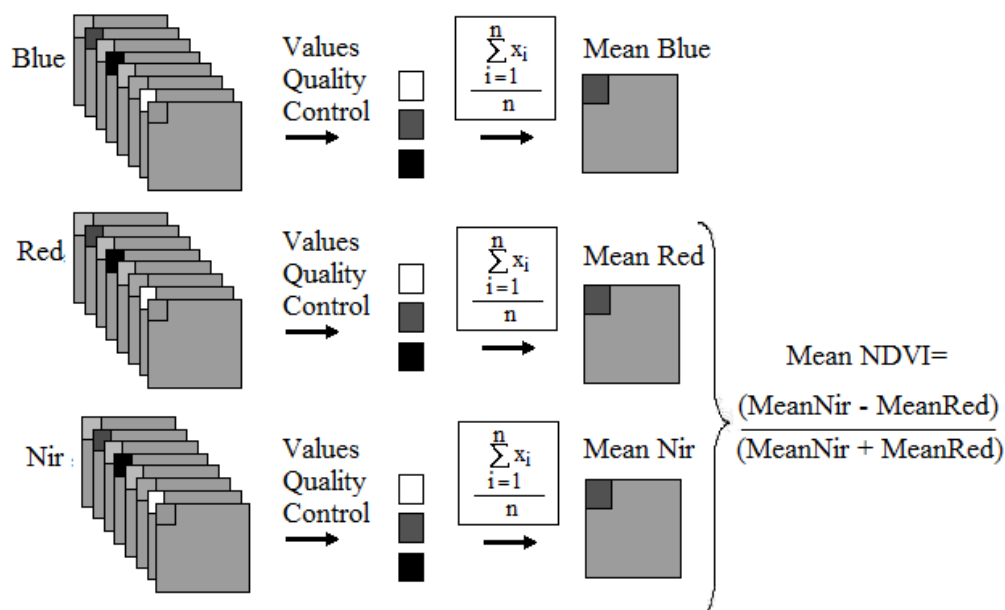 Blue
Values
Quality
Control
n
∑ xi
i=1
n
Mean Blue
Red
Values
Quality
Control
n
∑ xi
i=1
n
Mean Red
Nir :
Values
Quality
Control
n
∑ xi
i=1
n
Mean Nir
Mean NDVI=
(MeanNir - MeanRed)
(MeanNir + MeanRed)